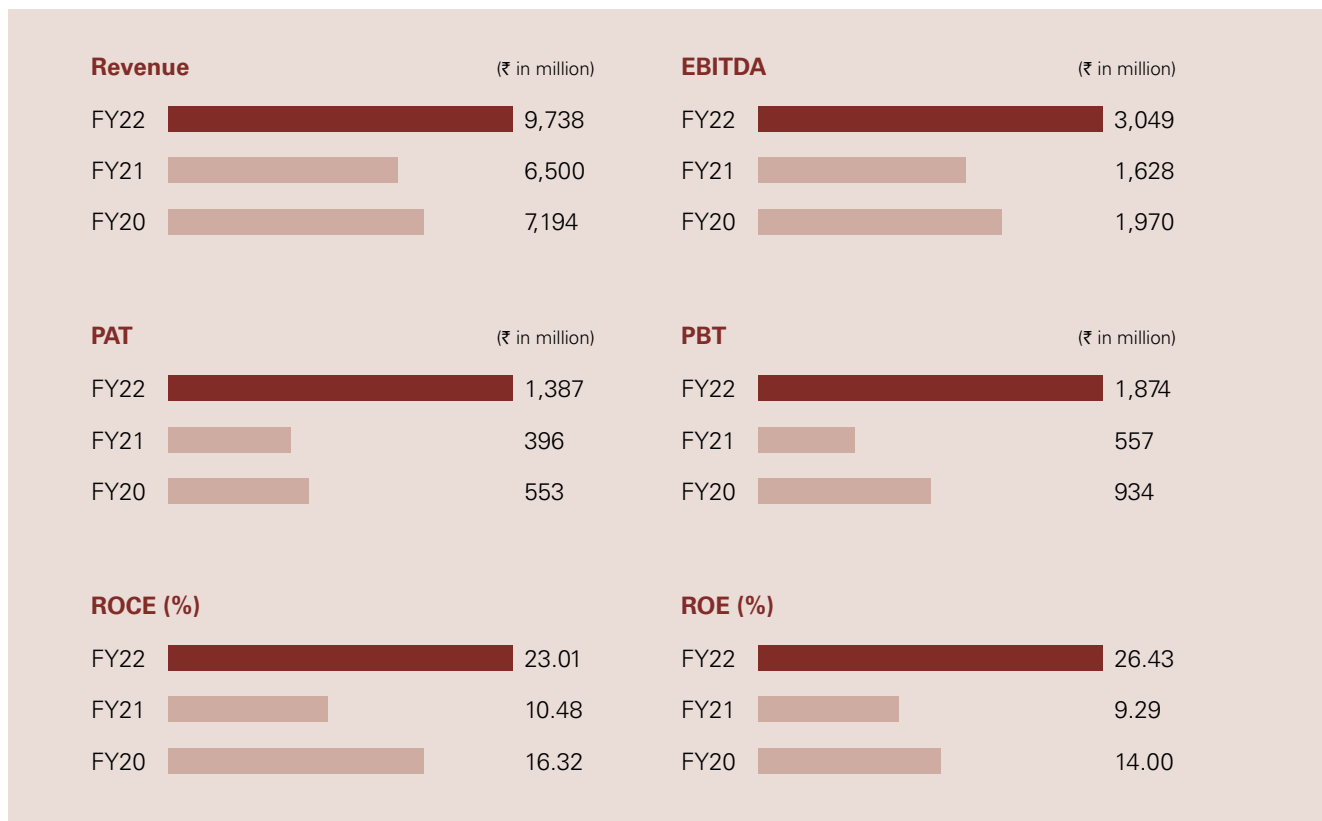 Revenue (₹ in million)
FY22 9,738
FY21 6,500
FY20 7,194
EBITDA (₹ in million)
FY22 3,049
FY21 1,628
FY20 1,970
PAT (₹ in million)
FY22 1,387
FY21 396
FY20 553
PBT (₹ in million)
FY22 1,874
FY21 557
FY20 934
ROCE (%)
FY22 23.01
FY21 10.48
FY20 16.32
ROE (%)
FY22 26.43
FY21 9.29
FY20 14.00